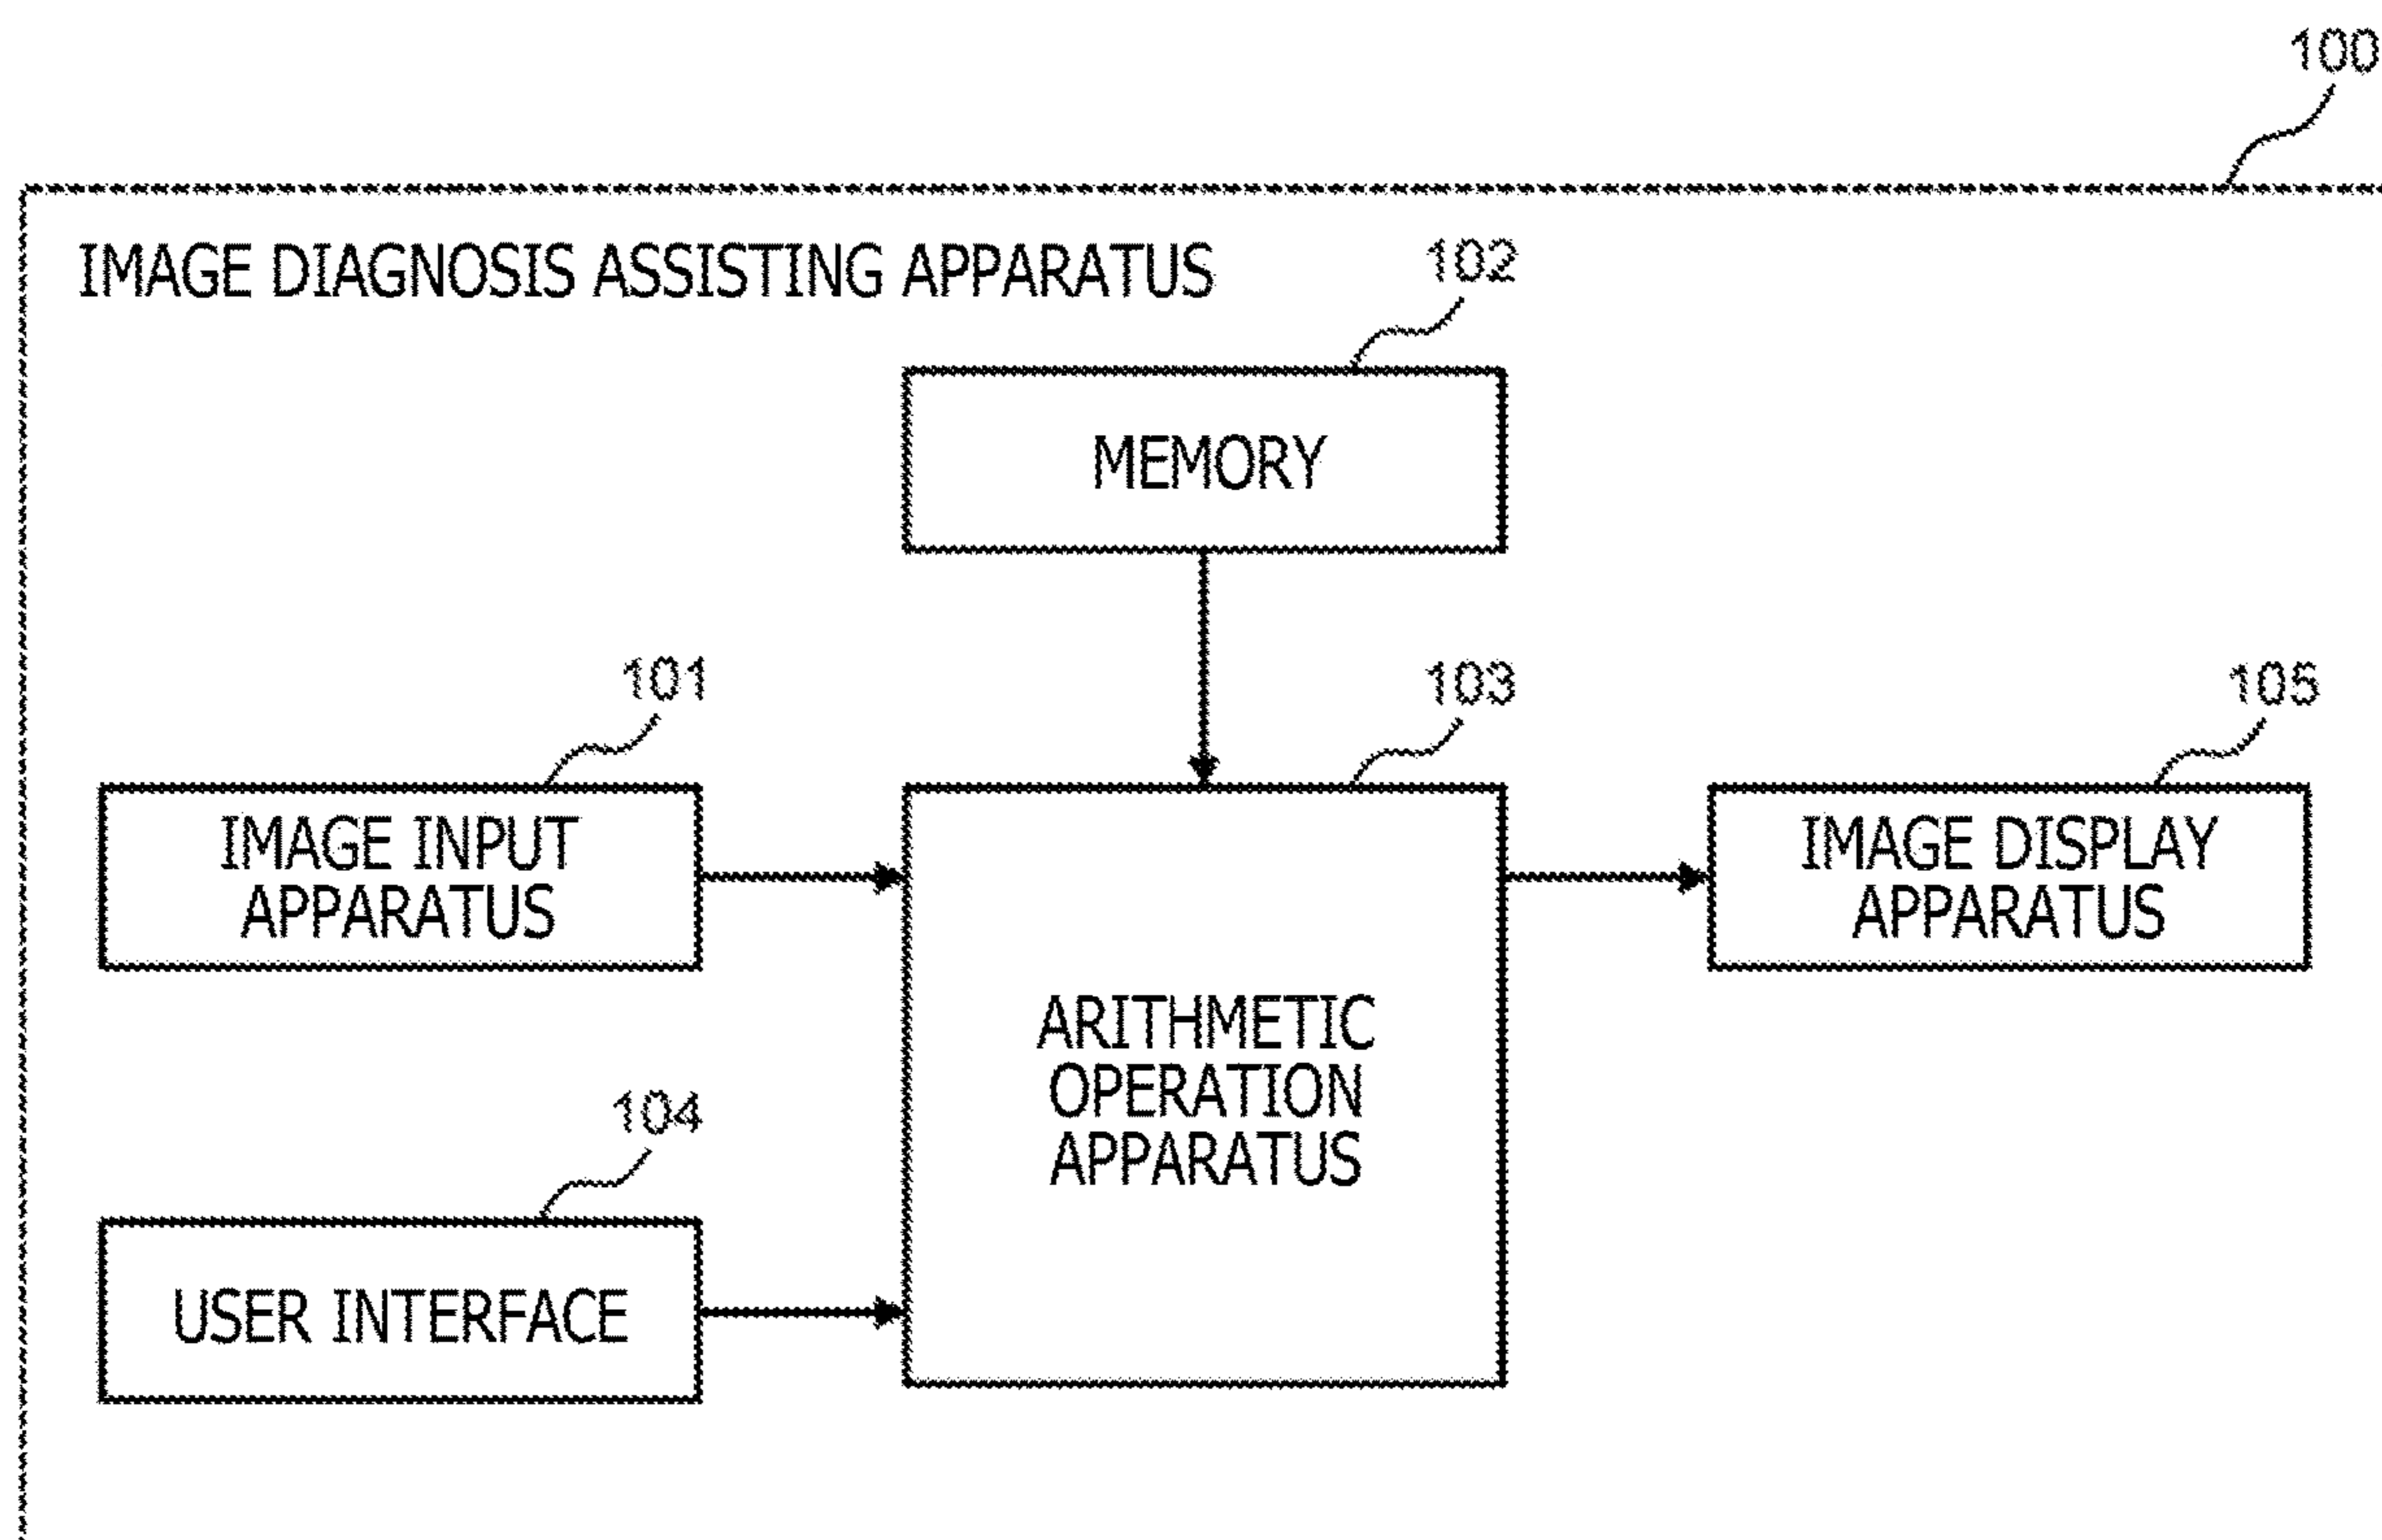 100
IMAGE DIAGNOSIS ASSISTING APPARATUS
102
MEMORY
101
103
105
IMAGE INPUT
APPARATUS
IMAGE DISPLAY
APPARATUS
ARITHMETIC
OPERATION
APPARATUS
104
USER INTERFACE